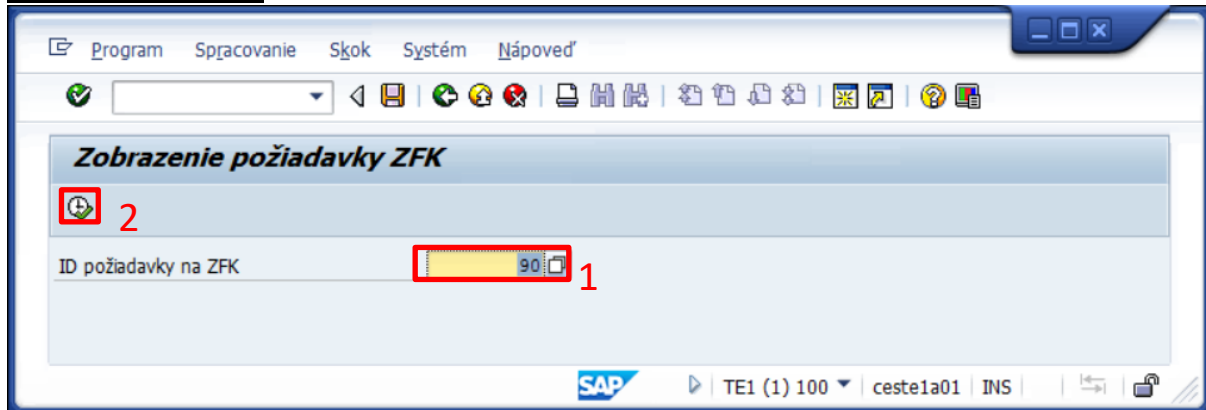 Program Spracovanie Skok Systém Nápoveď
Zobrazenie požiadavky ZFK
2
ID požiadavky na ZFK 90
1
SAP TE1 (1) 100 ceste1a01 INS